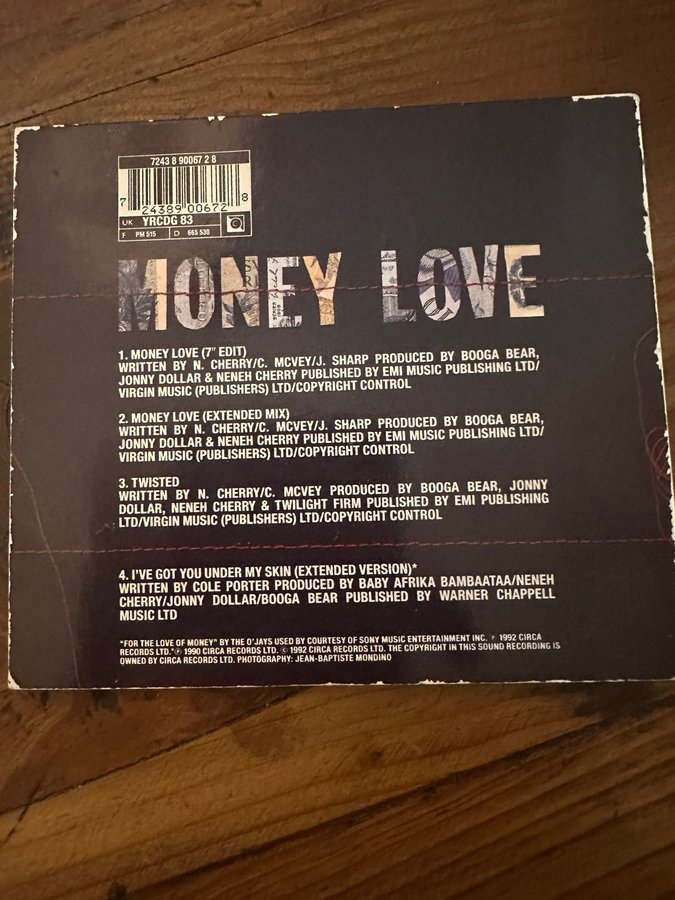 7243 8 90067 2 8
7 24389 00672 8
UK YRCDG 83
F PM 515 D 665 530
MONEY LOVE
1. MONEY LOVE (7" EDIT)
WRITTEN BY N. CHERRY/C. MCVEY/J. SHARP PRODUCED BY BOOGA BEAR,
JONNY DOLLAR & NENEH CHERRY PUBLISHED BY EMI MUSIC PUBLISHING LTD/
VIRGIN MUSIC (PUBLISHERS) LTD/COPYRIGHT CONTROL
2. MONEY LOVE (EXTENDED MIX)
WRITTEN BY N. CHERRY/C. MCVEY/J. SHARP PRODUCED BY BOOGA BEAR,
JONNY DOLLAR & NENEH CHERRY PUBLISHED BY EMI MUSIC PUBLISHING LTD/
VIRGIN MUSIC (PUBLISHERS) LTD/COPYRIGHT CONTROL
3. TWISTED
WRITTEN BY N. CHERRY/C. MCVEY PRODUCED BY BOOGA BEAR, JONNY
DOLLAR, NENEH CHERRY & TWILIGHT FIRM PUBLISHED BY EMI PUBLISHING
LTD/VIRGIN MUSIC (PUBLISHERS) LTD/COPYRIGHT CONTROL
4. I'VE GOT YOU UNDER MY SKIN (EXTENDED VERSION)*
WRITTEN BY COLE PORTER PRODUCED BY BABY AFRIKA BAMBAATAA/NENEH
CHERRY/JONNY DOLLAR/BOOGA BEAR PUBLISHED BY WARNER CHAPPELL
MUSIC LTD
"FOR THE LOVE OF MONEY" BY THE O'JAYS USED BY COURTESY OF SONY MUSIC ENTERTAINMENT INC. ℗ 1992 CIRCA
RECORDS LTD.*℗ 1990 CIRCA RECORDS LTD. © 1992 CIRCA RECORDS LTD. THE COPYRIGHT IN THIS SOUND RECORDING IS
OWNED BY CIRCA RECORDS LTD. PHOTOGRAPHY: JEAN-BAPTISTE MONDINO